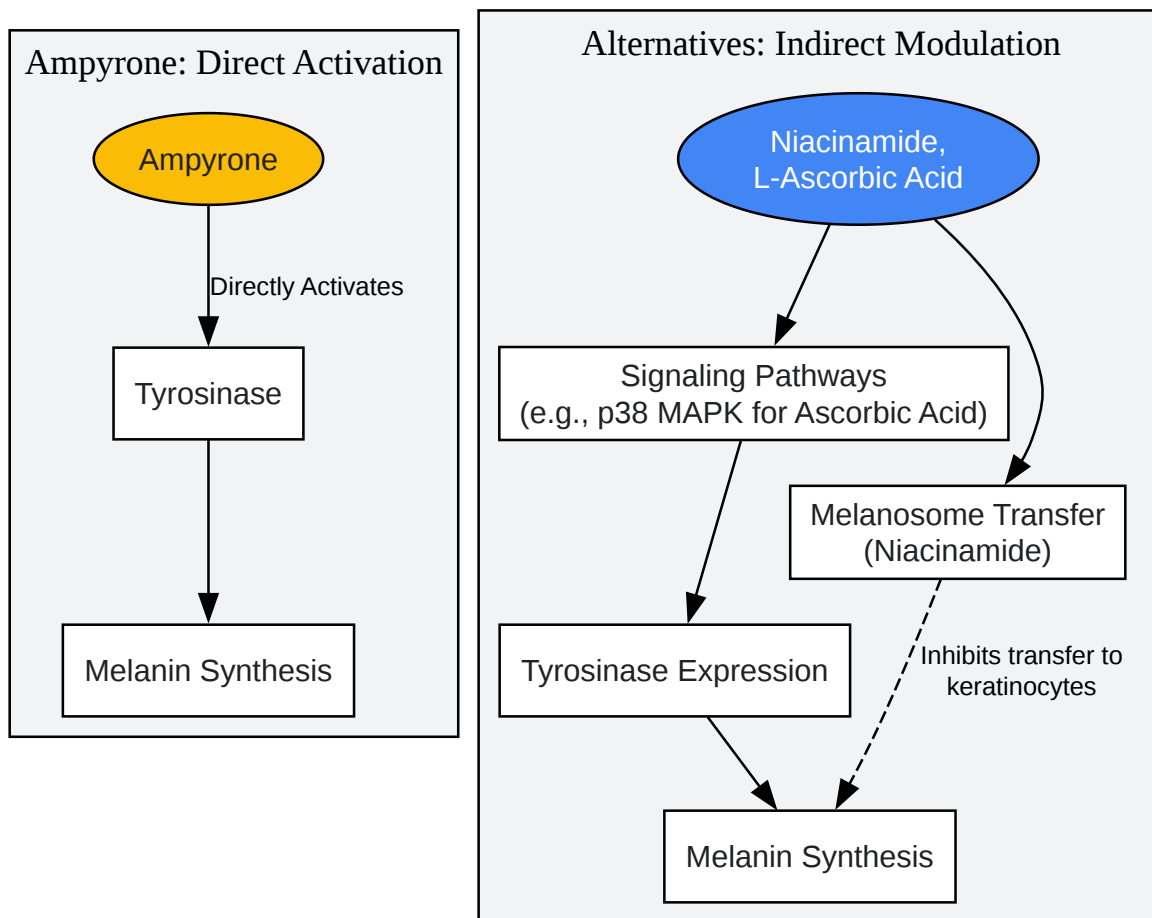 Ampyrone: Direct Activation
Ampyrone
Directly Activates
Tyrosinase
Melanin Synthesis
Alternatives: Indirect Modulation
Niacinamide,
L-Ascorbic Acid
Signaling Pathways
(e.g., p38 MAPK for Ascorbic Acid)
Melanosome Transfer
(Niacinamide)
Tyrosinase Expression
Inhibits transfer to
keratinocytes
Melanin Synthesis